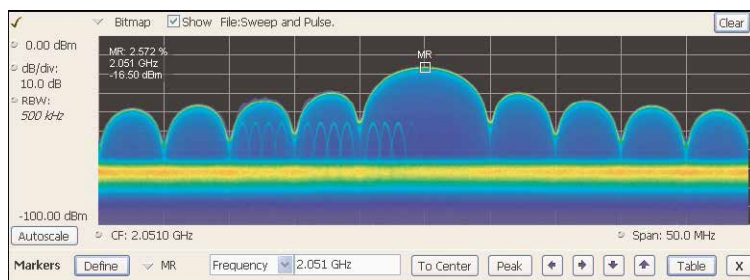 Bitmap Show File:Sweep and Pulse. Clear
0.00 dBm
dB/div:
10.0 dB
RBW:
500 kHz
-100.00 dBm
MR: 2.572 %
2.051 GHz
-16.50 dBm
MR
Autoscale CF: 2.0510 GHz Span: 50.0 MHz
Markers Define MR Frequency 2.051 GHz To Center Peak Table X